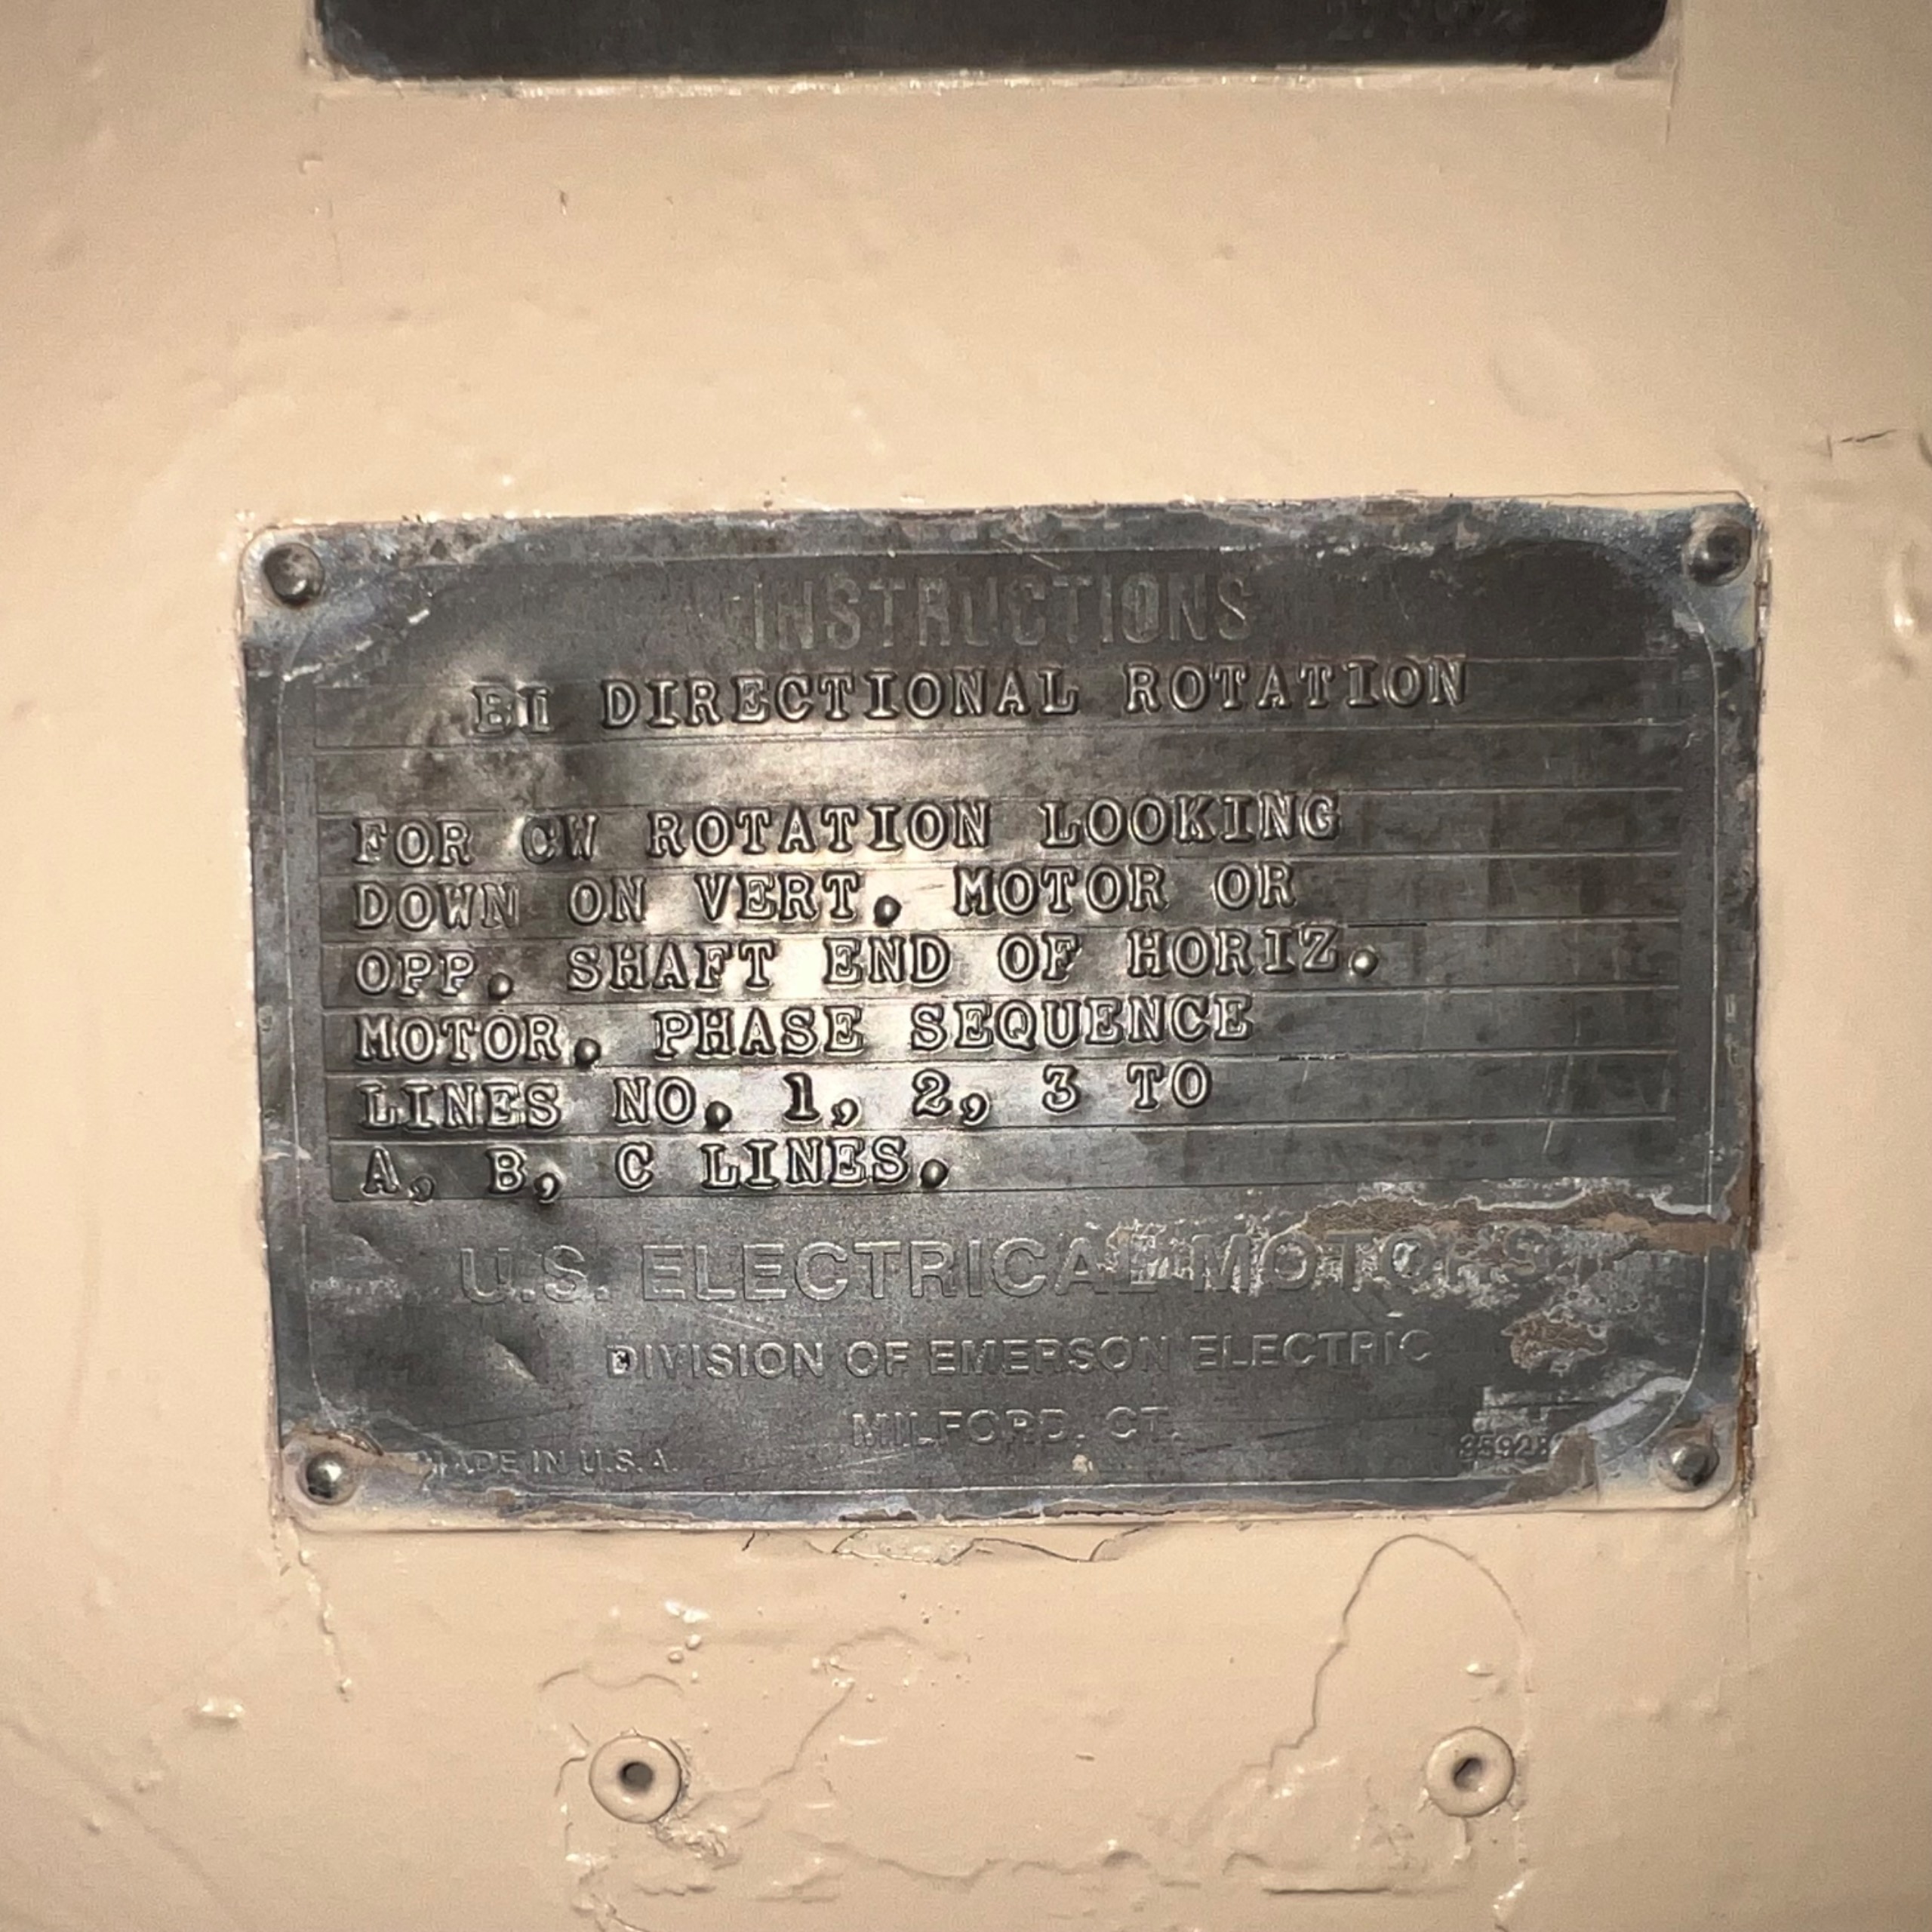 INSTRUCTIONS
BI DIRECTIONAL ROTATION
FOR CW ROTATION LOOKING
DOWN ON VERT. MOTOR OR
OPP. SHAFT END OF HORIZ.
MOTOR. PHASE SEQUENCE
LINES NO. 1, 2, 3 TO
A, B, C LINES.
U.S. ELECTRICAL MOTORS
DIVISION OF EMERSON ELECTRIC
MILFORD, CT.
MADE IN U.S.A.